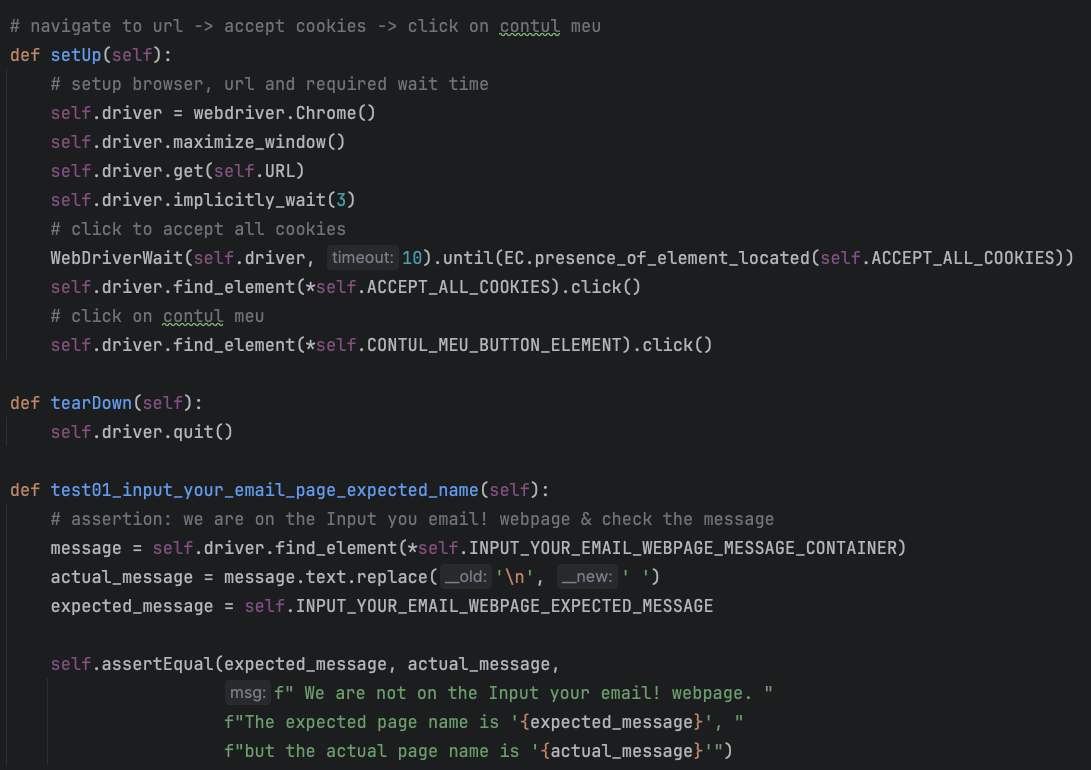 # navigate to url -> accept cookies -> click on contul meu
def setUp(self):
    # setup browser, url and required wait time
    self.driver = webdriver.Chrome()
    self.driver.maximize_window()
    self.driver.get(self.URL)
    self.driver.implicitly_wait(3)
    # click to accept all cookies
    WebDriverWait(self.driver, timeout: 10).until(EC.presence_of_element_located(self.ACCEPT_ALL_COOKIES))
    self.driver.find_element(*self.ACCEPT_ALL_COOKIES).click()
    # click on contul meu
    self.driver.find_element(*self.CONTUL_MEU_BUTTON_ELEMENT).click()

def tearDown(self):
    self.driver.quit()

def test01_input_your_email_page_expected_name(self):
    # assertion: we are on the Input you email! webpage & check the message
    message = self.driver.find_element(*self.INPUT_YOUR_EMAIL_WEBPAGE_MESSAGE_CONTAINER)
    actual_message = message.text.replace(__old: '\n', __new: ' ')
    expected_message = self.INPUT_YOUR_EMAIL_WEBPAGE_EXPECTED_MESSAGE

    self.assertEqual(expected_message, actual_message,
                     msg: f" We are not on the Input your email! webpage. "
                     f"The expected page name is '{expected_message}', "
                     f"but the actual page name is '{actual_message}'")